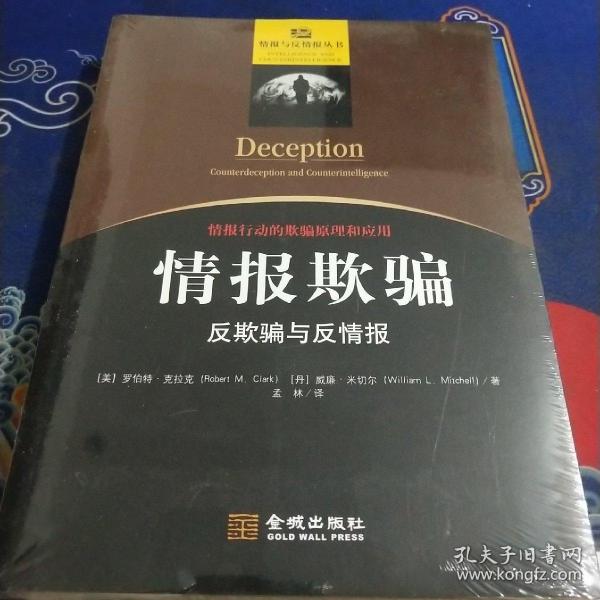 情报与反情报丛书
INTELLIGENCE AND
COUNTERINTELLIGENCE
Deception
Counterdeception and Counterintelligence
情报行动的欺骗原理和应用
情报欺骗
反欺骗与反情报
［美］罗伯特·克拉克（Robert M. Clark）［丹］威廉·米切尔（William L. Mitchell）/ 著
孟 林 / 译
金城出版社
GOLD WALL PRESS
孔夫子旧书网
www.kongfz.com